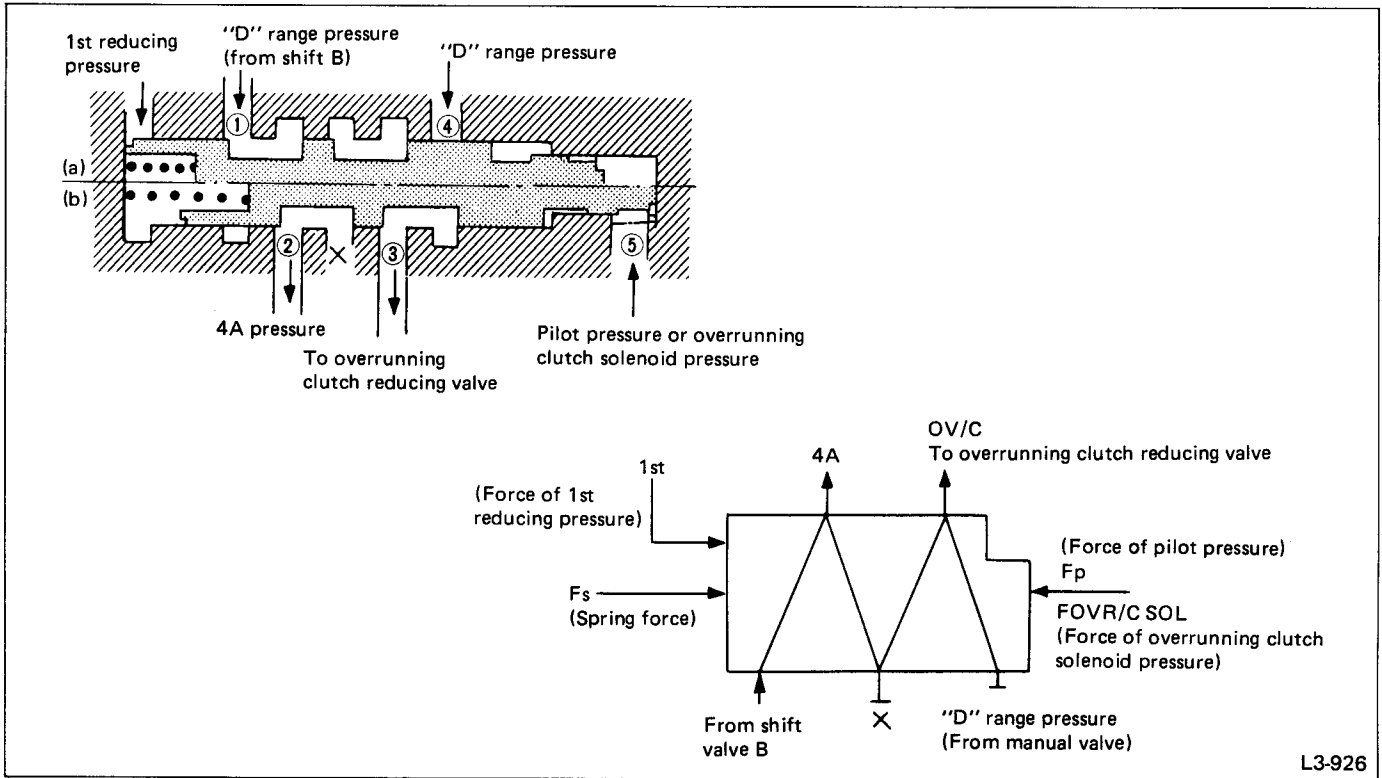 1st reducing
pressure
"D" range pressure
(from shift B)
"D" range pressure
①
④
(a)
(b)
②
×
③
⑤
4A pressure
To overrunning
clutch reducing valve
Pilot pressure or overrunning
clutch solenoid pressure
OV/C
To overrunning clutch reducing valve
4A
1st
(Force of 1st
reducing pressure)
Fs
(Spring force)
(Force of pilot pressure)
Fp
FOVR/C SOL
(Force of overrunning clutch
solenoid pressure)
From shift
valve B
×
"D" range pressure
(From manual valve)
L3-926